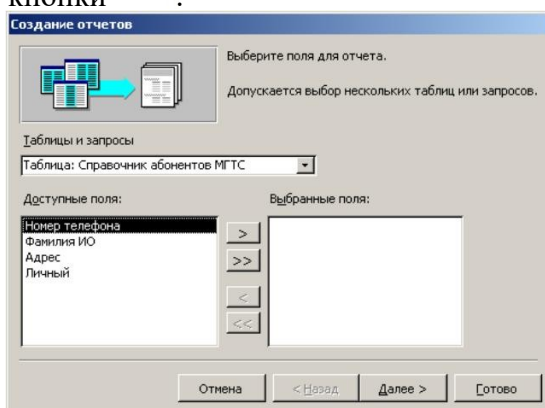 кнопки .
Создание отчетов
Выберите поля для отчета.
Допускается выбор нескольких таблиц или запросов.
Таблицы и запросы
Таблица: Справочник абонентов МГТС
Доступные поля:
Выбранные поля:
Номер телефона
Фамилия ИО
Адрес
Личный
>
>>
<
<<
Отмена
< Назад
Далее >
Готово